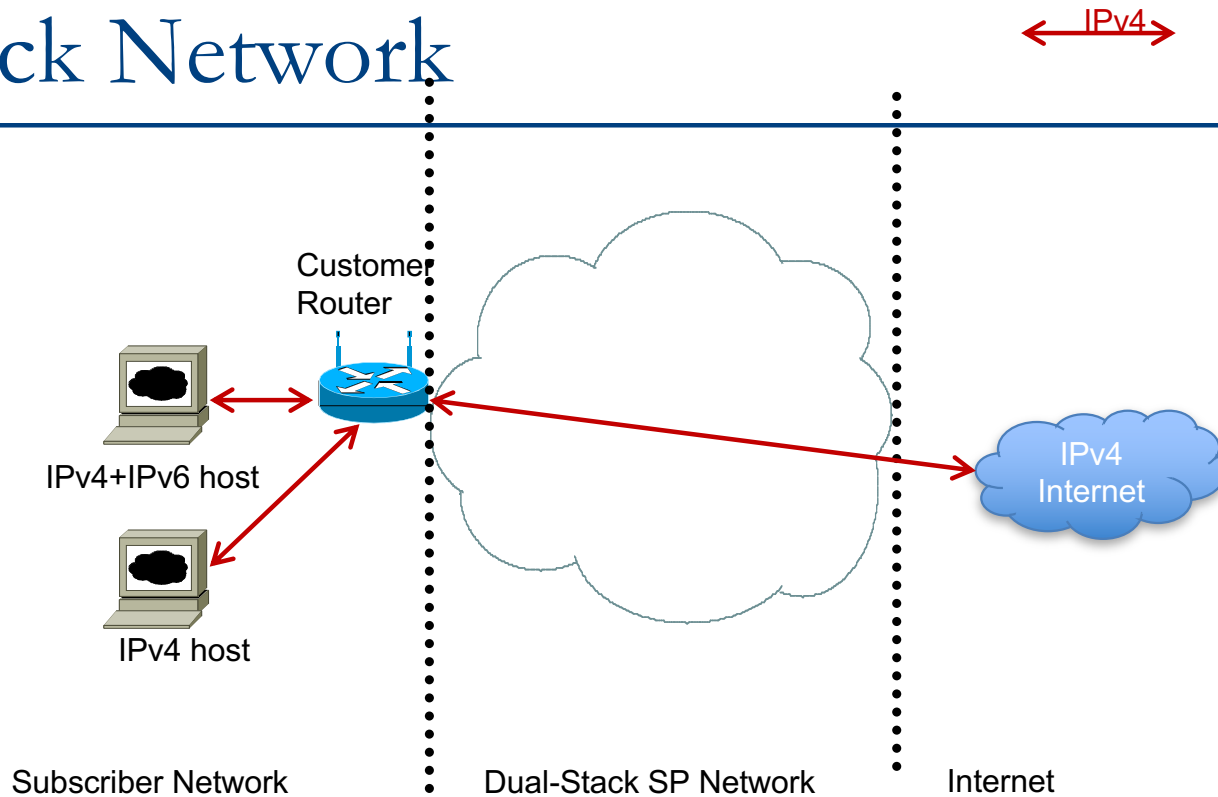 ck Network
IPv4
Customer
Router
IPv4+IPv6 host
IPv4
Internet
IPv4 host
Subscriber Network
Dual-Stack SP Network
Internet